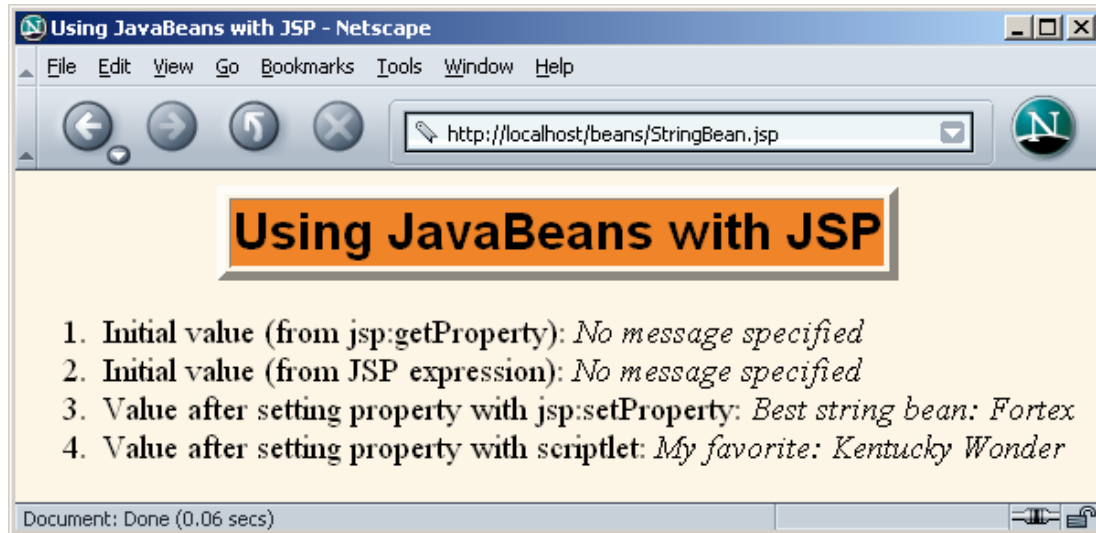 Using JavaBeans with JSP - Netscape
File Edit View Go Bookmarks Tools Window Help
http://localhost/beans/StringBean.jsp
N
Using JavaBeans with JSP
1. Initial value (from jsp:getProperty): No message specified
2. Initial value (from JSP expression): No message specified
3. Value after setting property with jsp:setProperty: Best string bean: Fortex
4. Value after setting property with scriptlet: My favorite: Kentucky Wonder
Document: Done (0.06 secs)